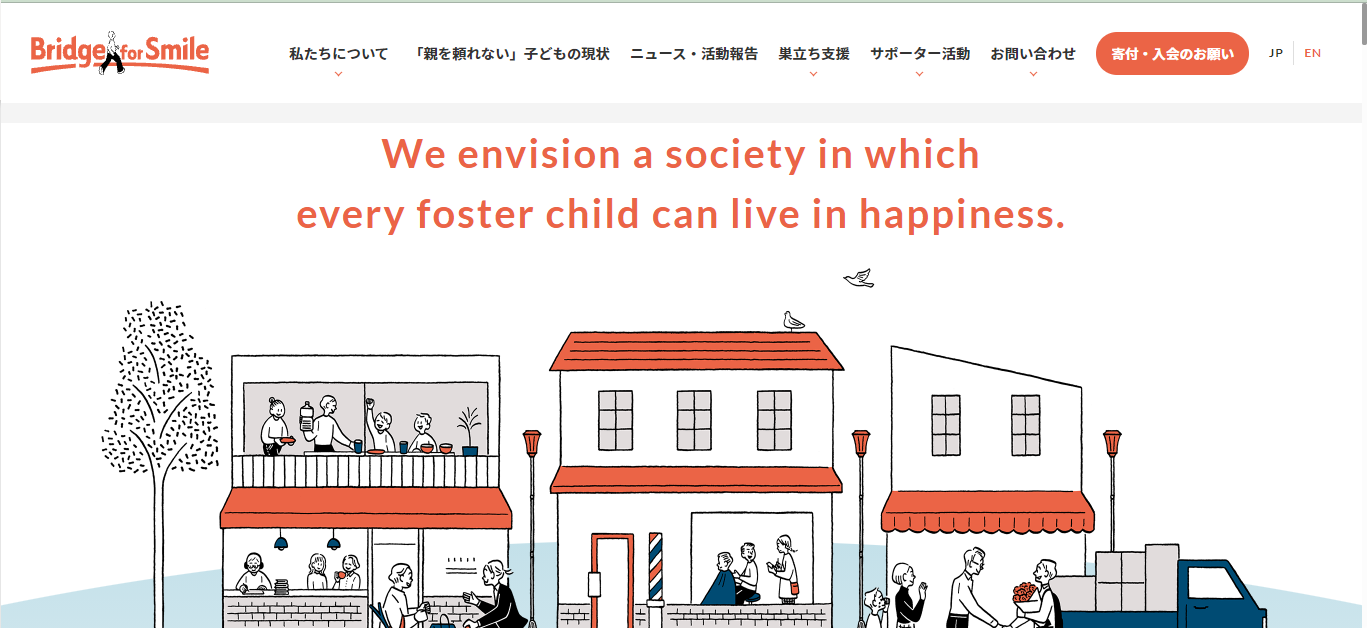 Bridge for Smile
私たちについて
「親を頼れない」子どもの現状
ニュース・活動報告
巣立ち支援
サポーター活動
お問い合わせ
寄付・入会のお願い
JP
EN
We envision a society in which
every foster child can live in happiness.